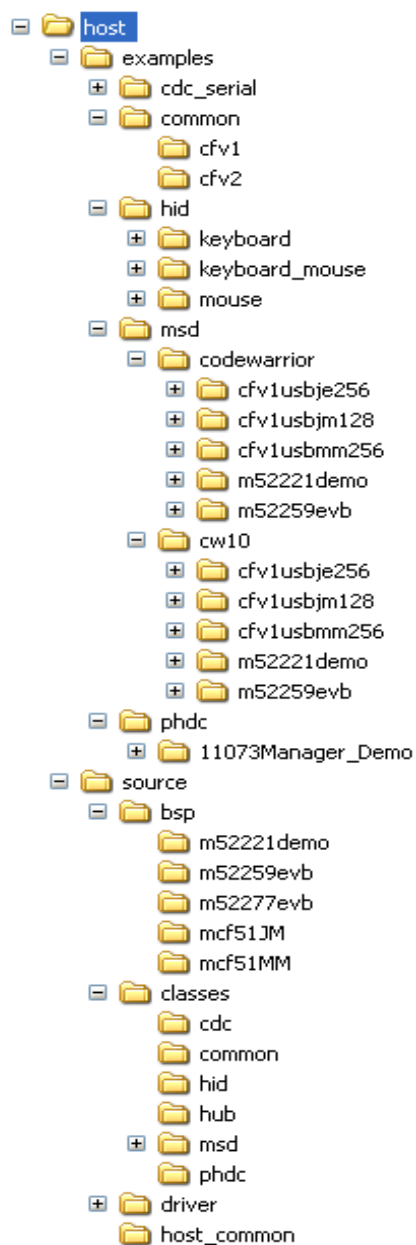 host
examples
cdc_serial
common
cfv1
cfv2
hid
keyboard
keyboard_mouse
mouse
msd
codewarrior
cfv1usbje256
cfv1usbjm128
cfv1usbmm256
m52221demo
m52259evb
cw10
cfv1usbje256
cfv1usbjm128
cfv1usbmm256
m52221demo
m52259evb
phdc
11073Manager_Demo
source
bsp
m52221demo
m52259evb
m52277evb
mcf51JM
mcf51MM
classes
cdc
common
hid
hub
msd
phdc
driver
host_common